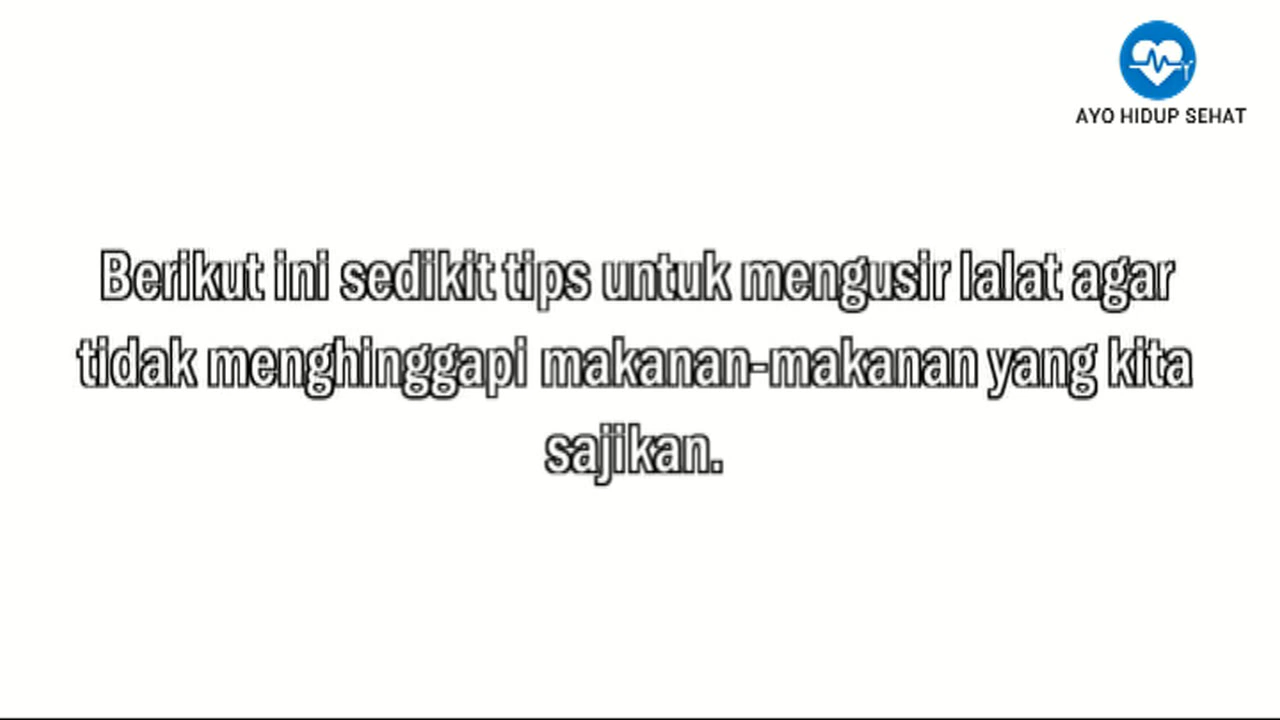 AYO HIDUP SEHAT
Berikut ini sedikit tips untuk mengusir lalat agar
tidak menghinggapi makanan-makanan yang kita
sajikan.